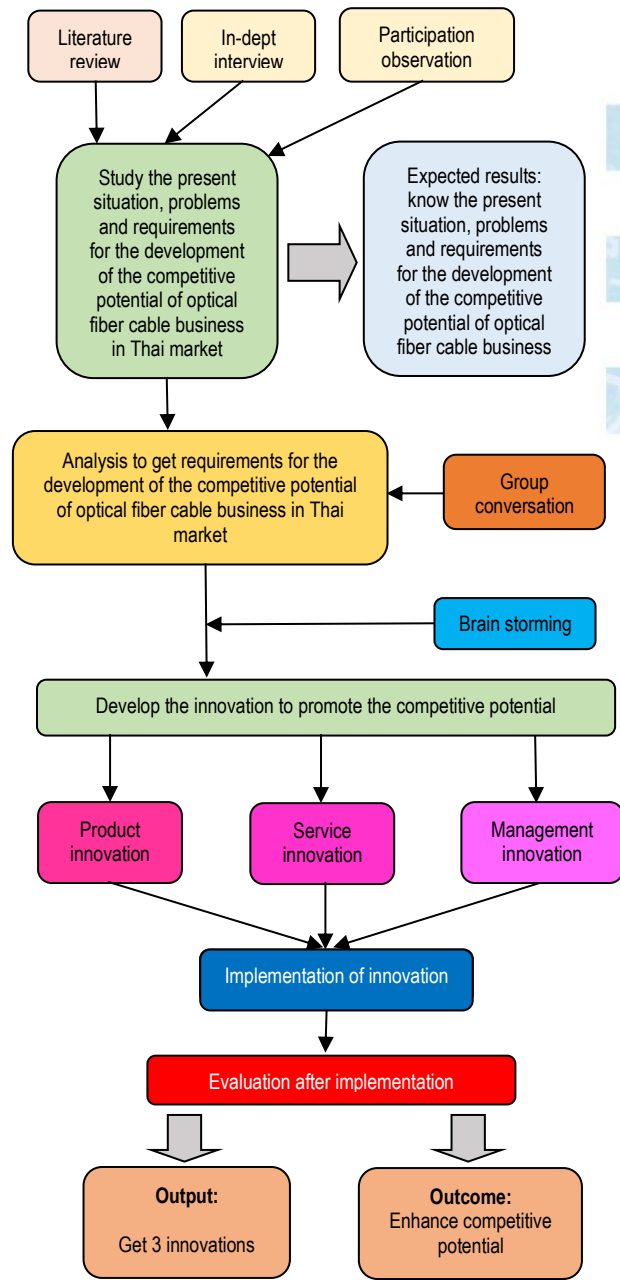 Literature
review
In-dept
interview
Participation
observation
Study the present
situation, problems
and requirements
for the development
of the competitive
potential of optical
fiber cable business
in Thai market
Expected results:
know the present
situation, problems
and requirements
for the development
of the competitive
potential of optical
fiber cable business
Analysis to get requirements for the
development of the competitive potential
of optical fiber cable business in Thai
market
Group
conversation
Brain storming
Develop the innovation to promote the competitive potential
Product
innovation
Service
innovation
Management
innovation
Implementation of innovation
Evaluation after implementation
Output:
Get 3 innovations
Outcome:
Enhance competitive
potential